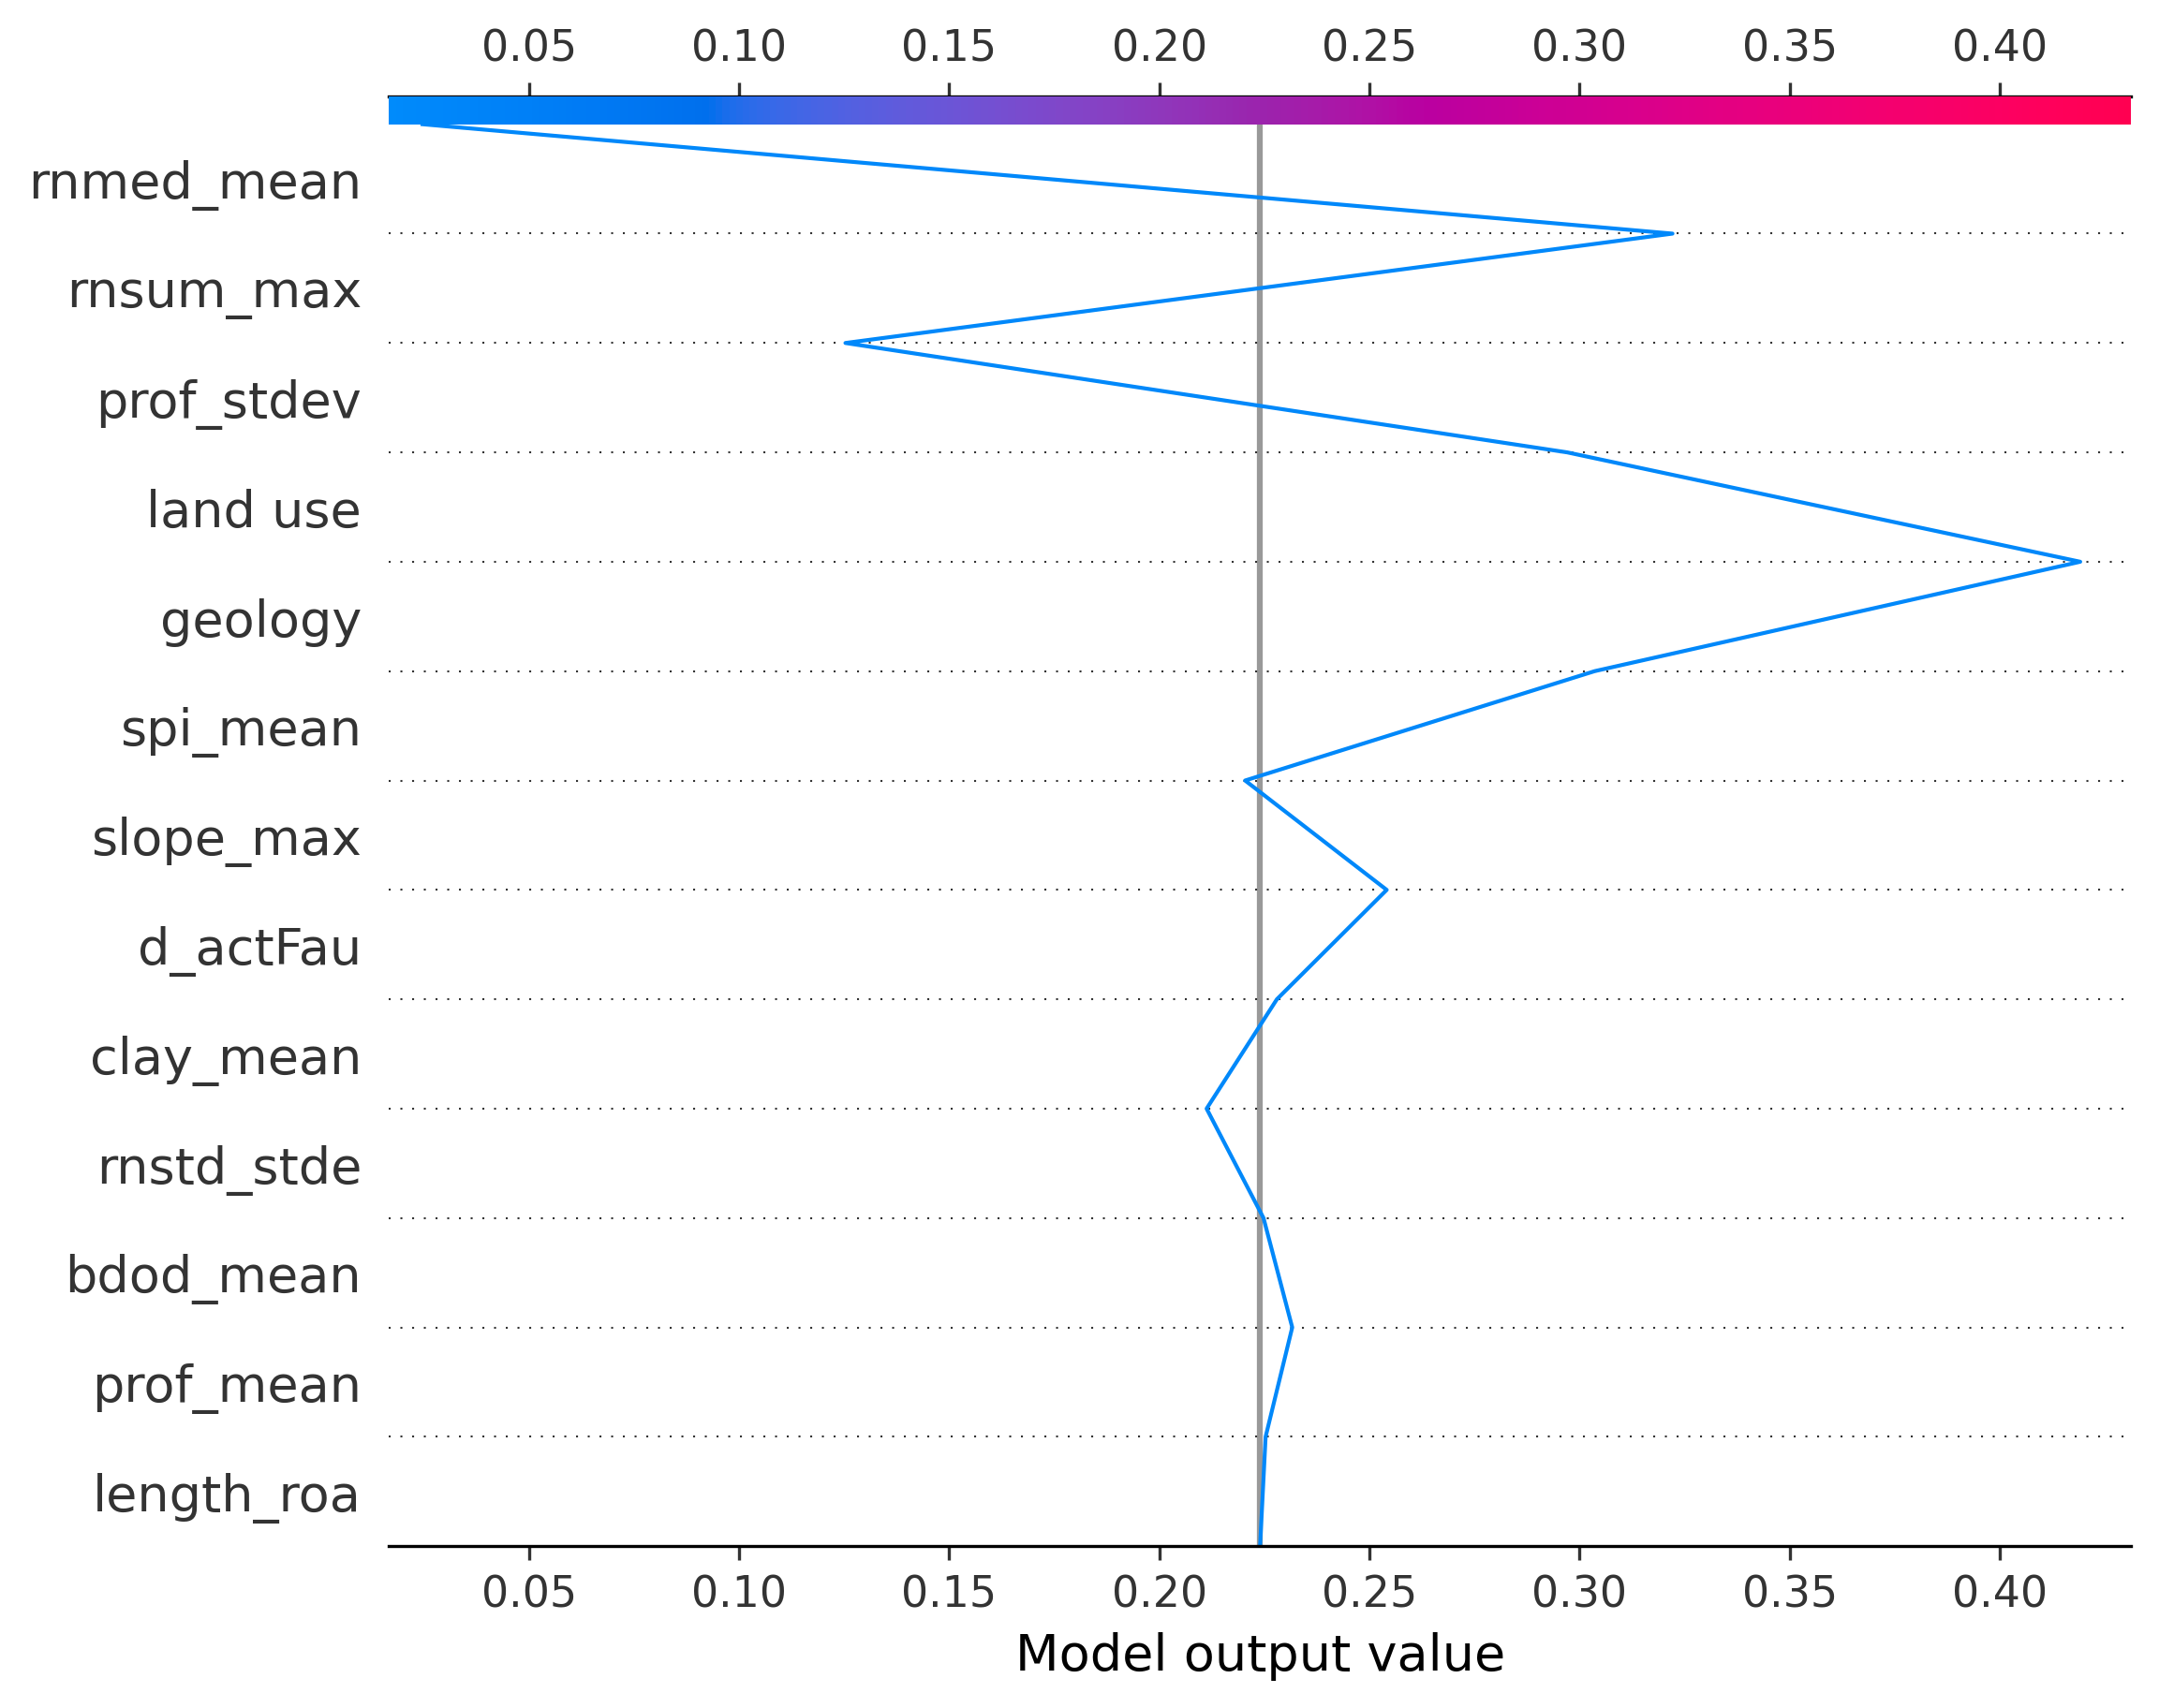 0.05 0.10 0.15 0.20 0.25 0.30 0.35 0.40
rnmed_mean
rnsum_max
prof_stdev
land use
geology
spi_mean
slope_max
d_actFau
clay_mean
rnstd_stde
bdod_mean
prof_mean
length_roa
0.05 0.10 0.15 0.20 0.25 0.30 0.35 0.40
Model output value